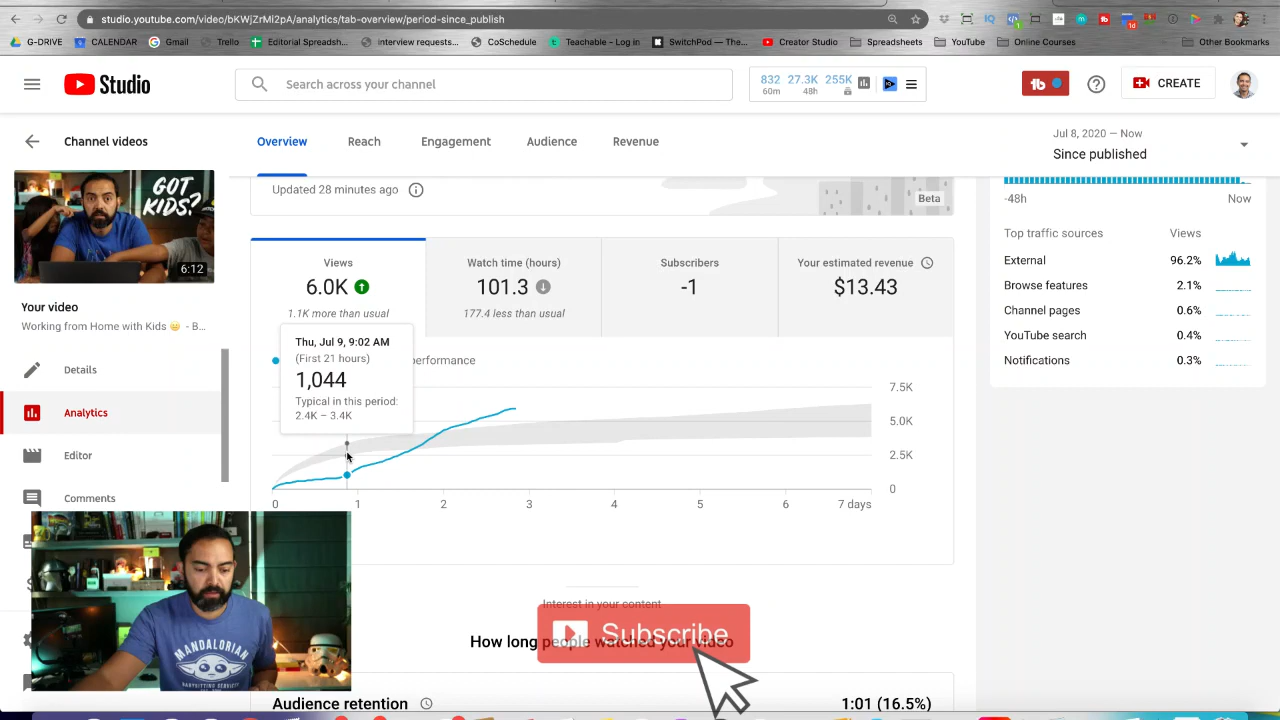 studio.youtube.com/video/bKWjZrMi2pA/analytics/tab-overview/period-since_publish
G-DRIVE
CALENDAR
Gmail
Trello
Editorial Spreadsh...
interview requests...
CoSchedule
Teachable – Log in
SwitchPod — The...
Creator Studio
Spreadsheets
YouTube
Online Courses
Other Bookmarks
Studio
Search across your channel
832 27.3K 255K
60m 48h
CREATE
Channel videos
Overview
Reach
Engagement
Audience
Revenue
Jul 8, 2020 — Now
Since published
GOT KIDS?
6:12
Your video
Working from Home with Kids 😐 - B...
Details
Analytics
Editor
Comments
Updated 28 minutes ago
Beta
Views
6.0K
1.1K more than usual
Watch time (hours)
101.3
177.4 less than usual
Subscribers
-1
Your estimated revenue
$13.43
Thu, Jul 9, 9:02 AM
(First 21 hours)
1,044
Typical in this period:
2.4K – 3.4K
performance
7.5K
5.0K
2.5K
0
0 1 2 3 4 5 6 7 days
-48h
Now
Top traffic sources
Views
External 96.2%
Browse features 2.1%
Channel pages 0.6%
YouTube search 0.4%
Notifications 0.3%
Interest in your content
How long people watched your video
Subscribe
Audience retention
1:01 (16.5%)
MANDALORIAN
BABYSITTING SERVICES